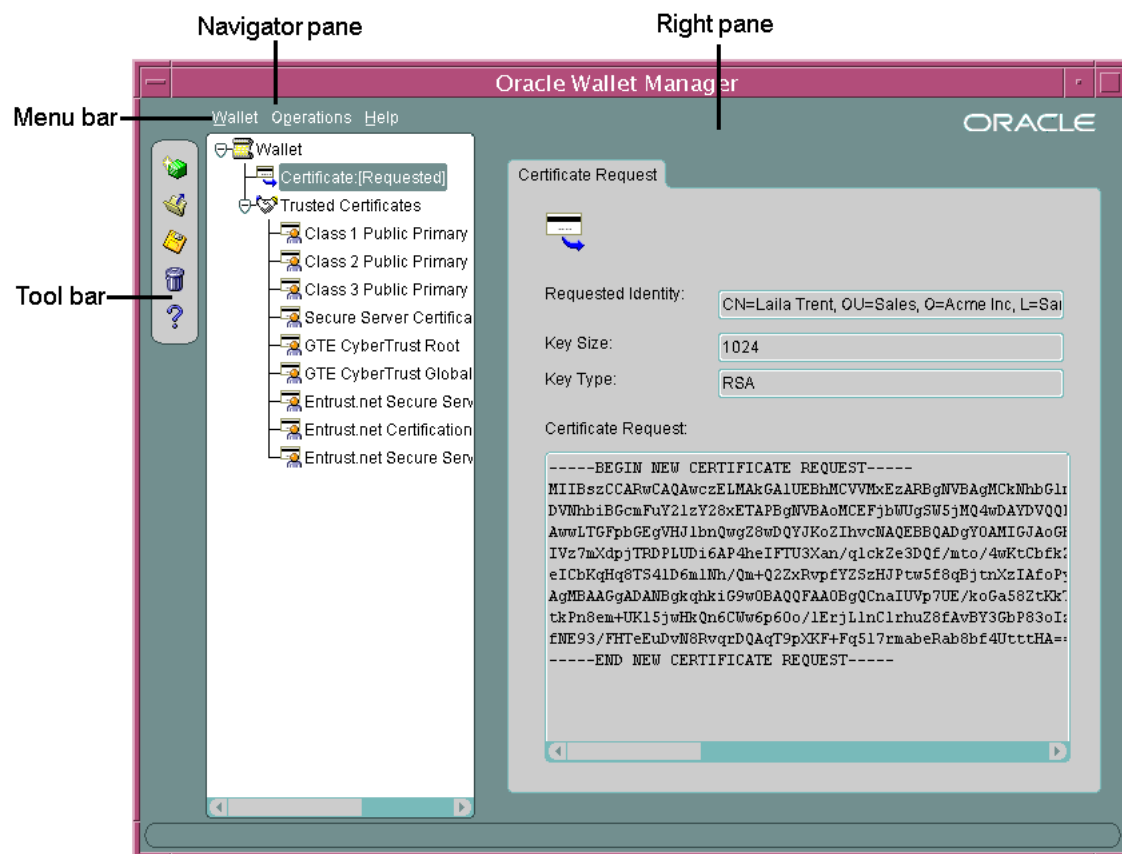 Navigator pane
Right pane
Oracle Wallet Manager
Menu bar
Wallet Operations Help
ORACLE
Wallet
Certificate:[Requested]
Trusted Certificates
Class 1 Public Primary
Class 2 Public Primary
Class 3 Public Primary
Secure Server Certifica
GTE CyberTrust Root
GTE CyberTrust Global
Entrust.net Secure Serv
Entrust.net Certification
Entrust.net Secure Serv
Tool bar
Certificate Request
Requested Identity:
CN=Laila Trent, OU=Sales, O=Acme Inc, L=Sa
Key Size:
1024
Key Type:
RSA
Certificate Request:
-----BEGIN NEW CERTIFICATE REQUEST-----
-----END NEW CERTIFICATE REQUEST-----